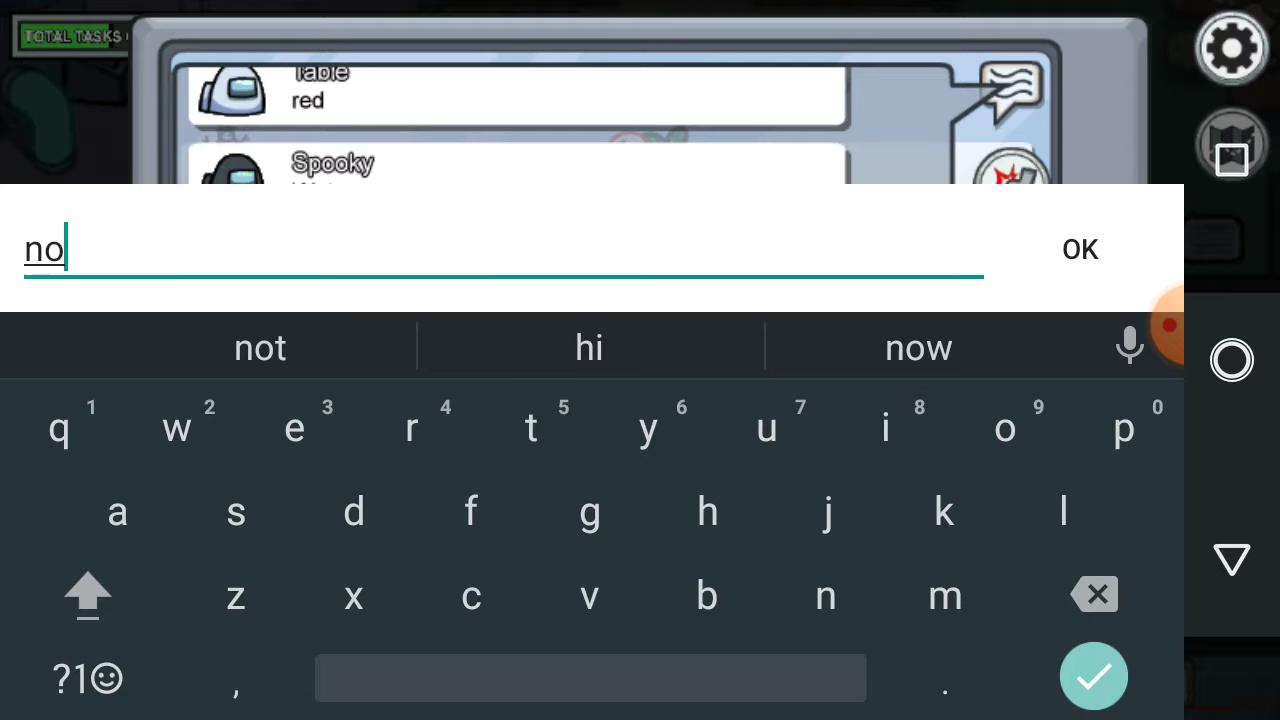 TOTAL TASKS
Table
red
Spooky
no
OK
not hi now
q 1 w 2 e 3 r 4 t 5 y 6 u 7 i 8 o 9 p 0
a s d f g h j k l
z x c v b n m
?1☺ , .